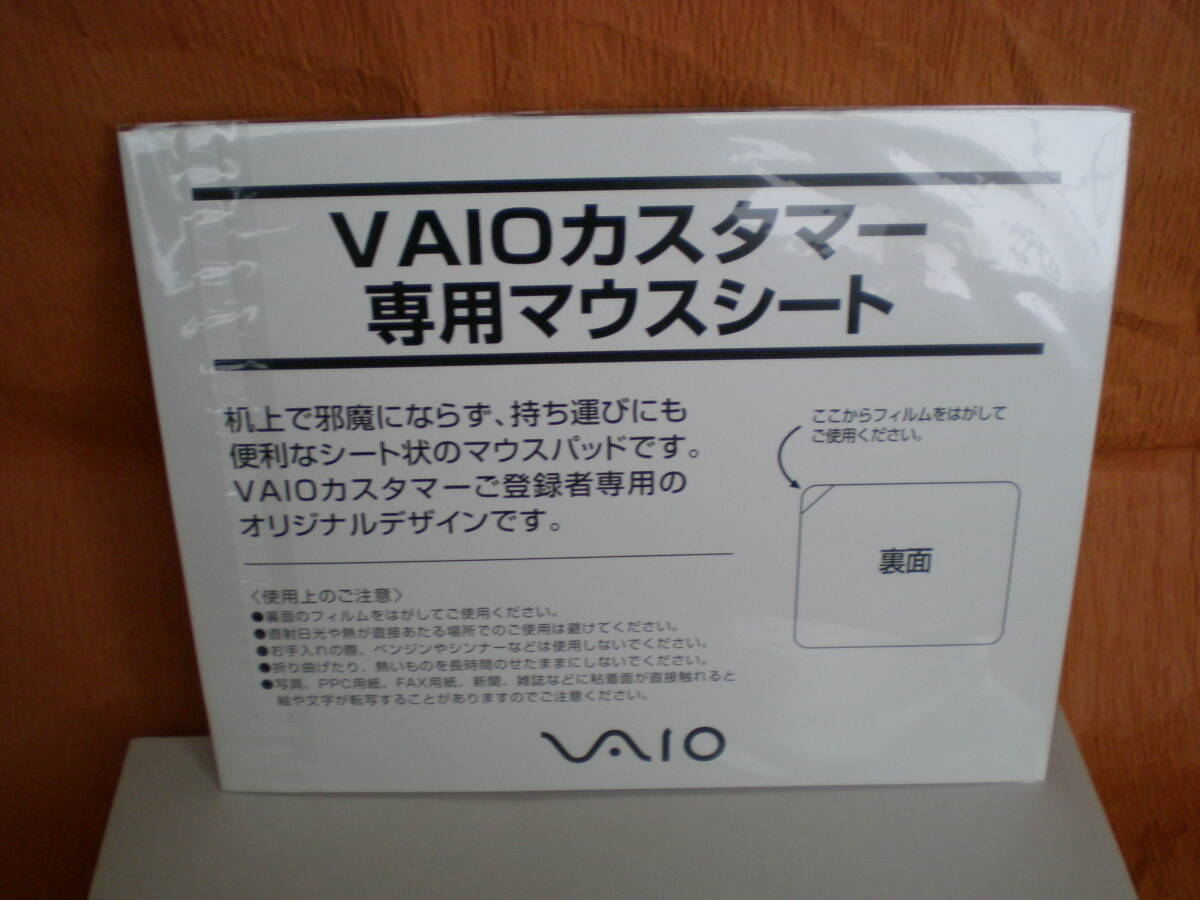 VAIOカスタマー
専用マウスシート
机上で邪魔にならず、持ち運びにも
便利なシート状のマウスパッドです。
VAIOカスタマーご登録者専用の
オリジナルデザインです。
ここからフィルムをはがして
ご使用ください。
裏面
〈使用上のご注意〉
●裏面のフィルムをはがしてご使用ください。
●直射日光や熱が直接あたる場所でのご使用は避けてください。
●お手入れの際、ベンジンやシンナーなどは使用しないでください。
●折り曲げたり、熱いものを長時間のせたままにしないでください。
●写真、PPC用紙、FAX用紙、新聞、雑誌などに粘着面が直接触れると
絵や文字が転写することがありますのでご注意ください。
VAIO